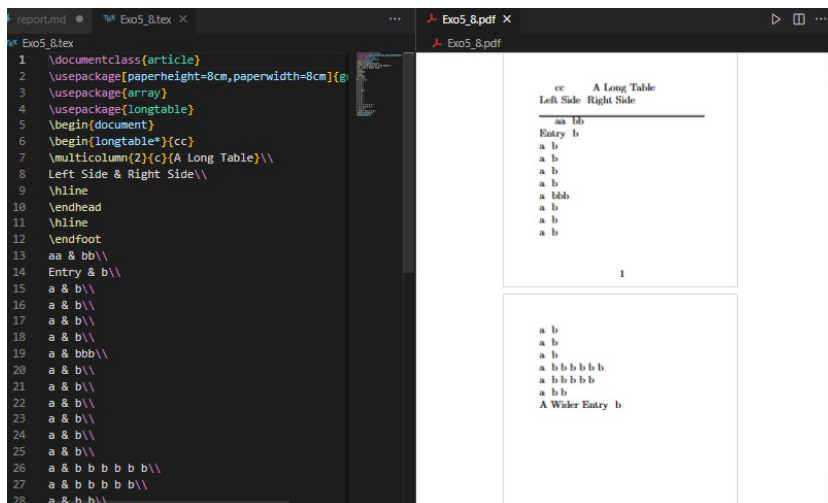 report.md ● Exo5_8.tex ×
Exo5_8.tex
1 \documentclass{article}
2 \usepackage[paperheight=8cm,paperwidth=8cm]{ge
3 \usepackage{array}
4 \usepackage{longtable}
5 \begin{document}
6 \begin{longtable*}{cc}
7 \multicolumn{2}{c}{A Long Table}\\
8 Left Side & Right Side\\
9 \hline
10 \endhead
11 \hline
12 \endfoot
13 aa & bb\\
14 Entry & b\\
15 a & b\\
16 a & b\\
17 a & b\\
18 a & b\\
19 a & bbb\\
20 a & b\\
21 a & b\\
22 a & b\\
23 a & b\\
24 a & b\\
25 a & b\\
26 a & b b b b b b\\
27 a & b b b b b\\
28 a & b b\\
Exo5_8.pdf ×
Exo5_8.pdf
cc A Long Table
Left Side Right Side
aa bb
Entry b
a b
a b
a b
a b
a bbb
a b
a b
a b
1
a b
a b
a b
a b b b b b b
a b b b b b
a b b
A Wider Entry b